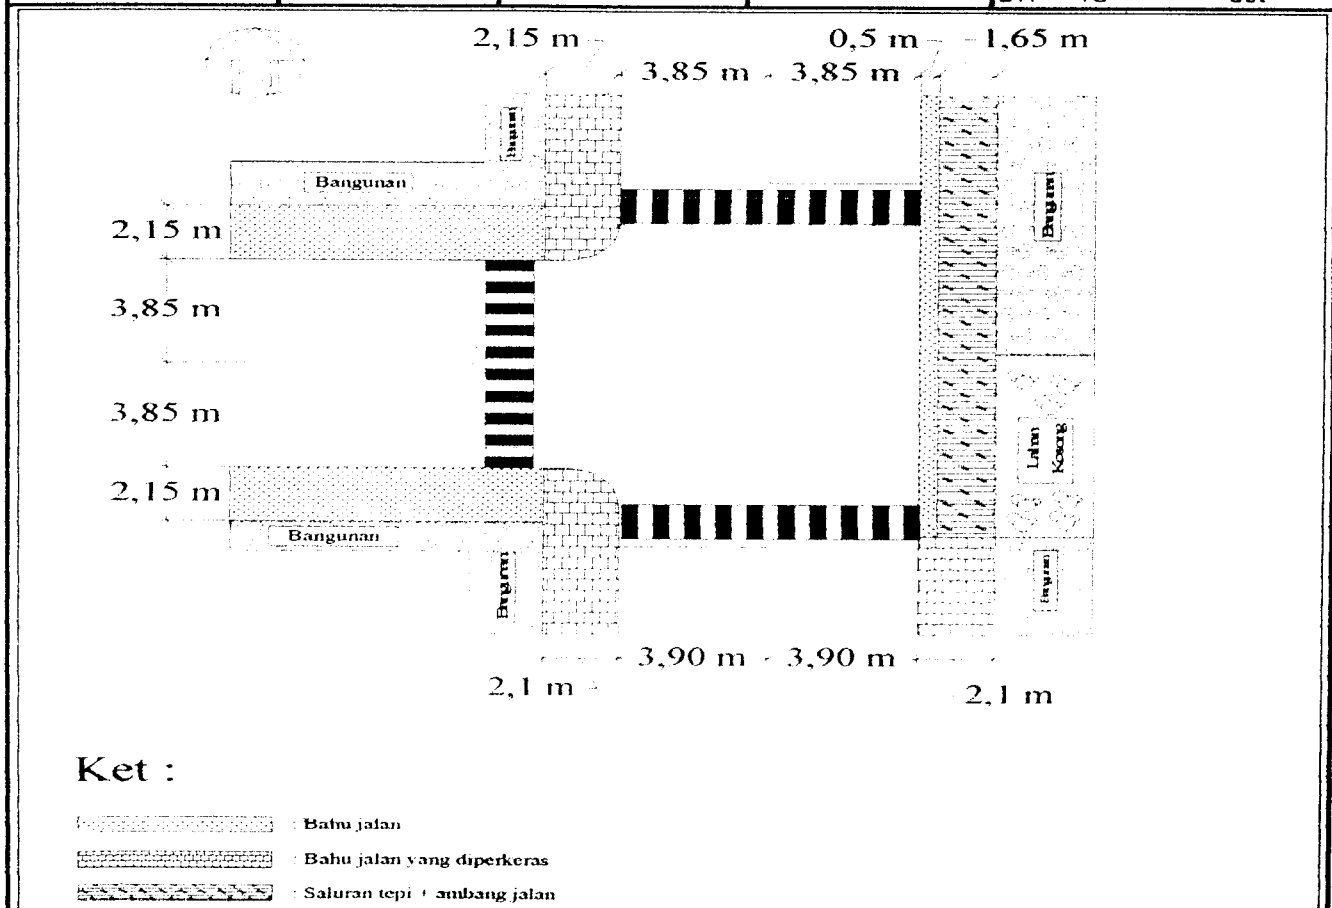 2,15 m
0,5 m
1,65 m
3,85 m
3,85 m
Bangunan
Bangunan
Bangunan
2,15 m
3,85 m
3,85 m
Lahan
Kosong
2,15 m
Bangunan
Bangunan
Bangunan
3,90 m
3,90 m
2,1 m
2,1 m
Ket :
: Bahu jalan
: Bahu jalan yang diperkeras
: Saluran tepi + ambang jalan